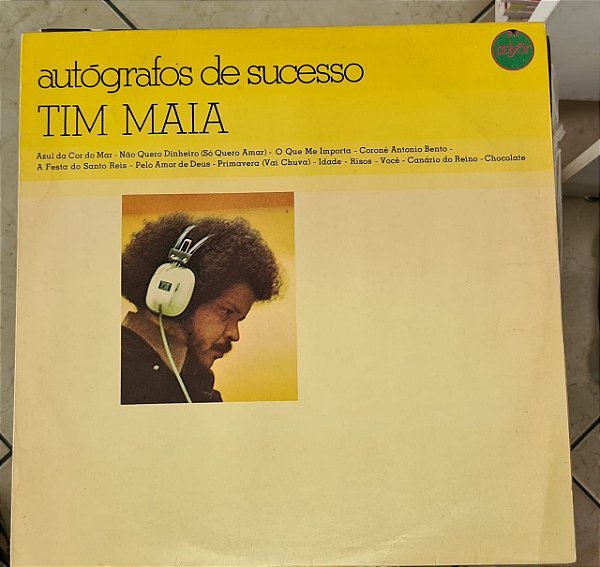 polyfar
autógrafos de sucesso
TIM MAIA
Azul da Cor do Mar - Não Quero Dinheiro (Só Quero Amar) - O Que Me Importa - Coroné Antonio Bento -
A Festa do Santo Reis - Pelo Amor de Deus - Primavera (Vai Chuva) - Idade - Risos - Você - Canário do Reino - Chocolate